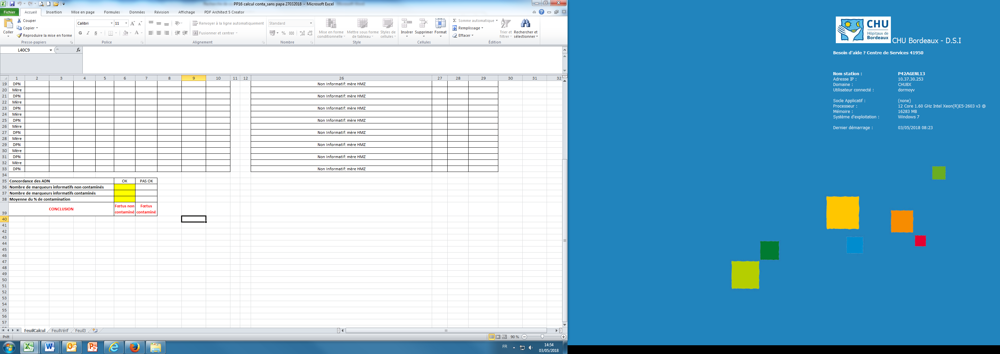 PP16 calcul conta_sans papa 27032018 - Microsoft Excel
Fichier Accueil Insertion Mise en page Formules Données Révision Affichage PDF Architect 5 Creator
Coller
Couper
Copier
Reproduire la mise en forme
Presse-papiers
Calibri 11
G I S
Police
Renvoyer à la ligne automatiquement
Fusionner et centrer
Alignement
Standard
% 000
Nombre
Mise en forme conditionnelle
Mettre sous forme de tableau
Styles de cellules
Style
Insérer Supprimer Format
Cellules
Somme automatique
Remplissage
Effacer
Trier et filtrer
Rechercher et sélectionner
Édition
L40C9 fx
1 2 3 4 5 6 7 8 9 10 11 12 26 27 28 29 30 31 32
19 DPN Non Informatif: mère HMZ
20 Mère
21 DPN Non Informatif: mère HMZ
22 Mère
23 DPN Non Informatif: mère HMZ
24 Mère
25 DPN Non Informatif: mère HMZ
26 Mère
27 DPN Non Informatif: mère HMZ
28 Mère
29 DPN Non Informatif: mère HMZ
30 Mère
31 DPN Non Informatif: mère HMZ
32 Mère
33 DPN Non Informatif: mère HMZ
34
35 Concordance des ADN OK PAS OK
36 Nombre de marqueurs informatifs non contaminés
37 Nombre de marqueurs informatifs contaminés
38 Moyenne du % de contamination
39 CONCLUSION Fœtus non contaminé Fœtus contaminé
40
41
42
43
44
45
46
47
48
49
50
51
52
53
54
55
56
57
FeuilCalcul FeuilVérif Feuil3
Prêt 90 %
FR 14:54
03/05/2018
CHU
Hôpitaux de
Bordeaux
CHU Bordeaux - D.S.I
Besoin d'aide ? Centre de Services 41950
Nom station : P42AGENL13
Adresse IP : 10.37.30.253
Domaine : CHUBX
Utilisateur connecté : dormoyv
Socle Applicatif : (none)
Processeur : 12 Core 1.60 GHz Intel Xeon(R)E5-2603 v3 @
Mémoire : 16283 MB
Système d'exploitation : Windows 7
Dernier démarrage : 03/05/2018 08:23